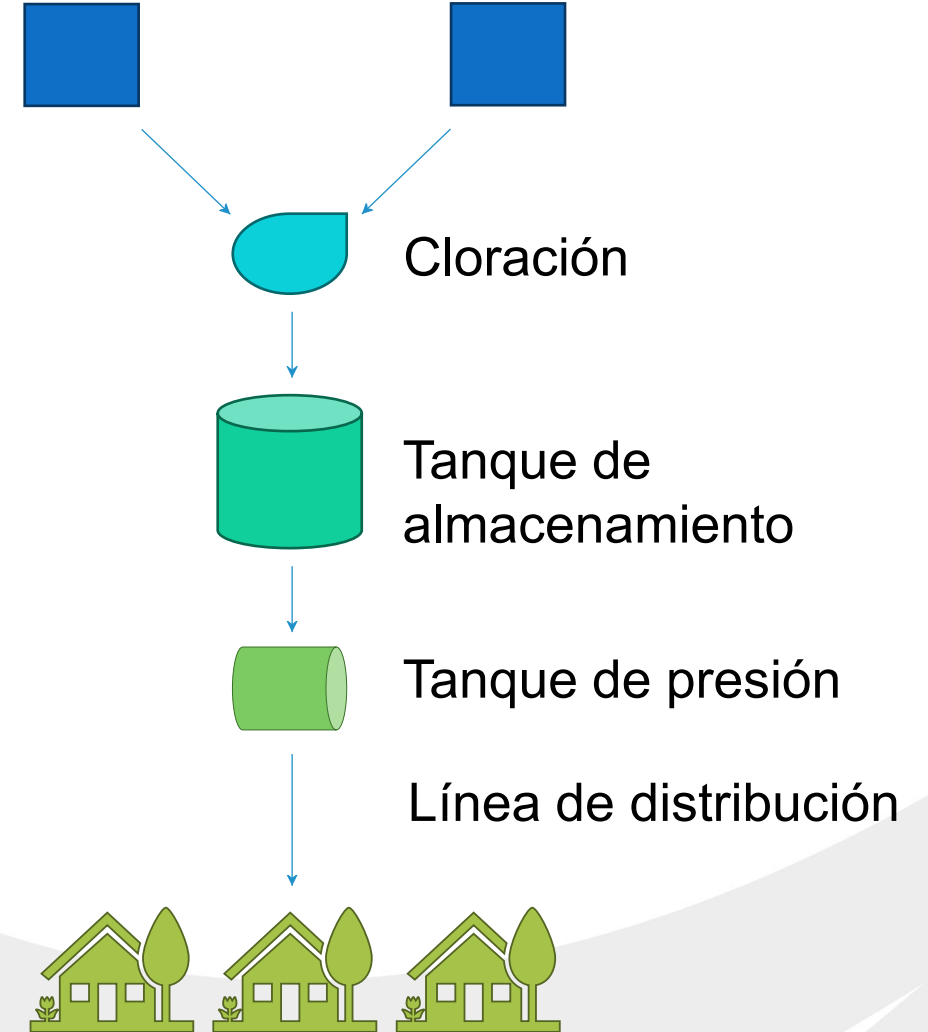 Cloración
Tanque de
almacenamiento
Tanque de presión
Línea de distribución